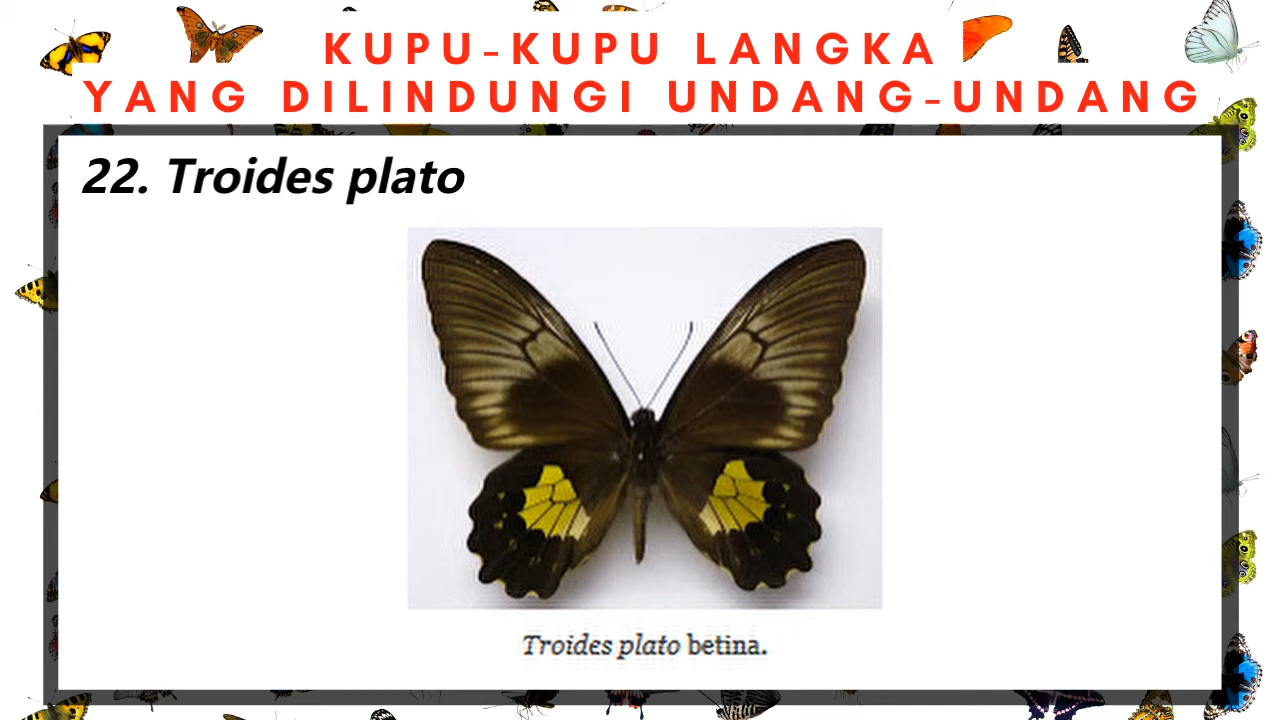 KUPU-KUPU LANGKA
YANG DILINDUNGI UNDANG-UNDANG
22. Troides plato
Troides plato betina.